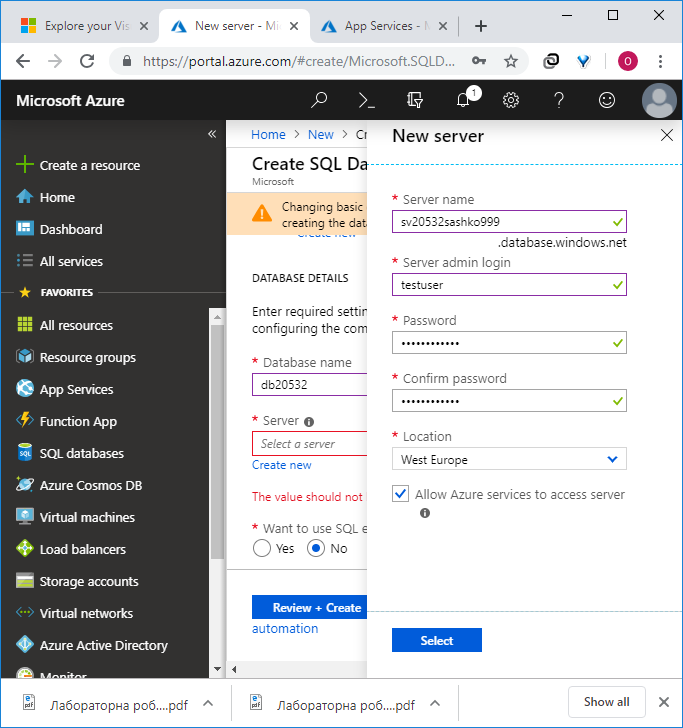 Explore your Vis
New server - Mi
App Services - M
https://portal.azure.com/#create/Microsoft.SQLD...
O
Microsoft Azure
1
Create a resource
Home
Dashboard
All services
FAVORITES
All resources
Resource groups
App Services
Function App
SQL databases
Azure Cosmos DB
Virtual machines
Load balancers
Storage accounts
Virtual networks
Azure Active Directory
Monitor
Home
New
Cr
Create SQL Da
Microsoft
Changing basic
creating the data
Create new
DATABASE DETAILS
Enter required settin
configuring the com
* Database name
db20532
* Server
Select a server
Create new
The value should not
* Want to use SQL e
Yes
No
Review + Create
automation
New server
* Server name
sv20532sashko999
.database.windows.net
* Server admin login
testuser
* Password
••••••••••••
* Confirm password
••••••••••••
* Location
West Europe
Allow Azure services to access server
Select
Лабораторна роб....pdf
Лабораторна роб....pdf
Show all